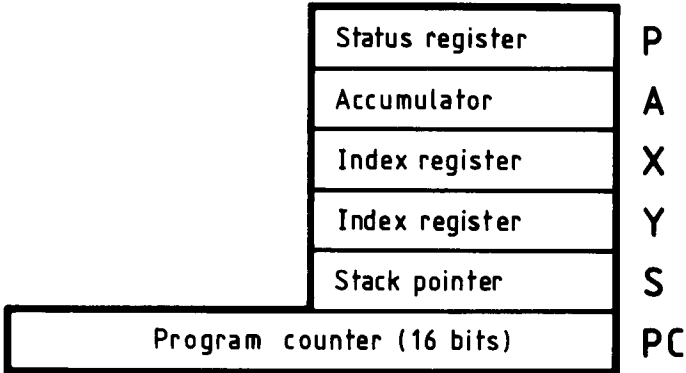 Status register P
Accumulator A
Index register X
Index register Y
Stack pointer S
Program counter (16 bits) PC